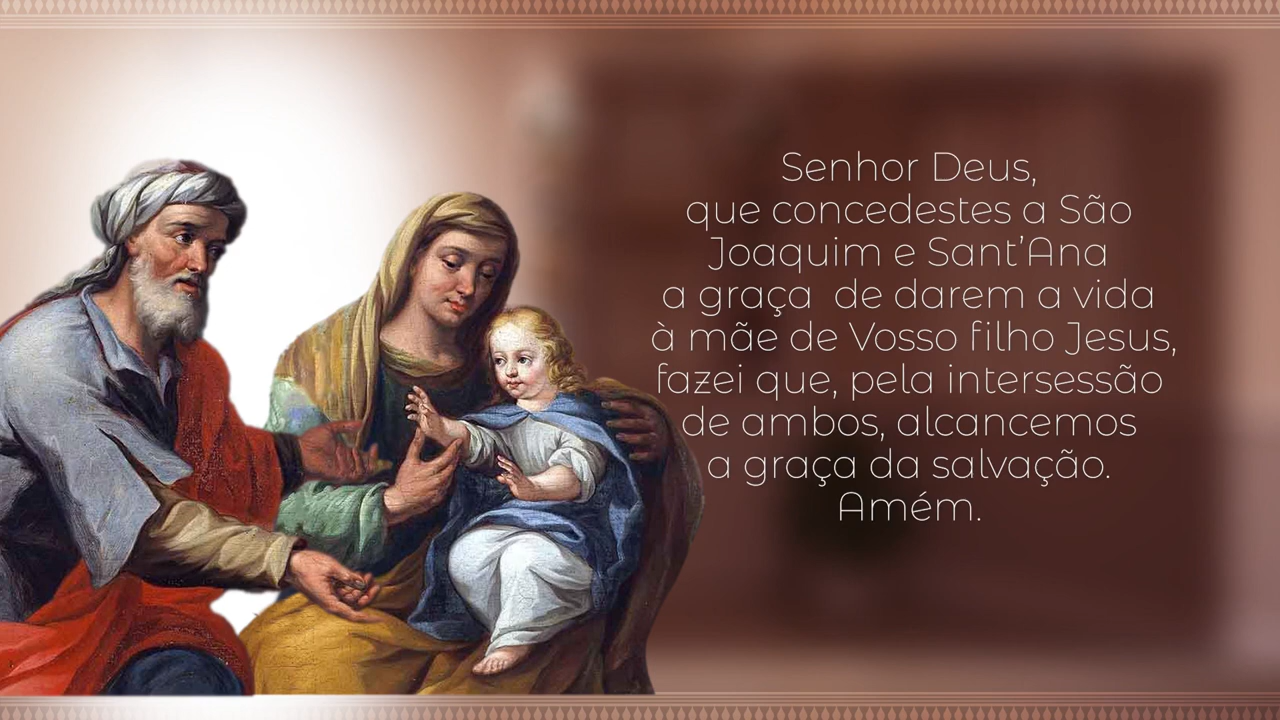 Senhor Deus,
que concedestes a São
Joaquim e Sant'Ana
a graça de darem a vida
à mãe de Vosso filho Jesus,
fazei que, pela intersessão
de ambos, alcancemos
a graça da salvação.
Amém.